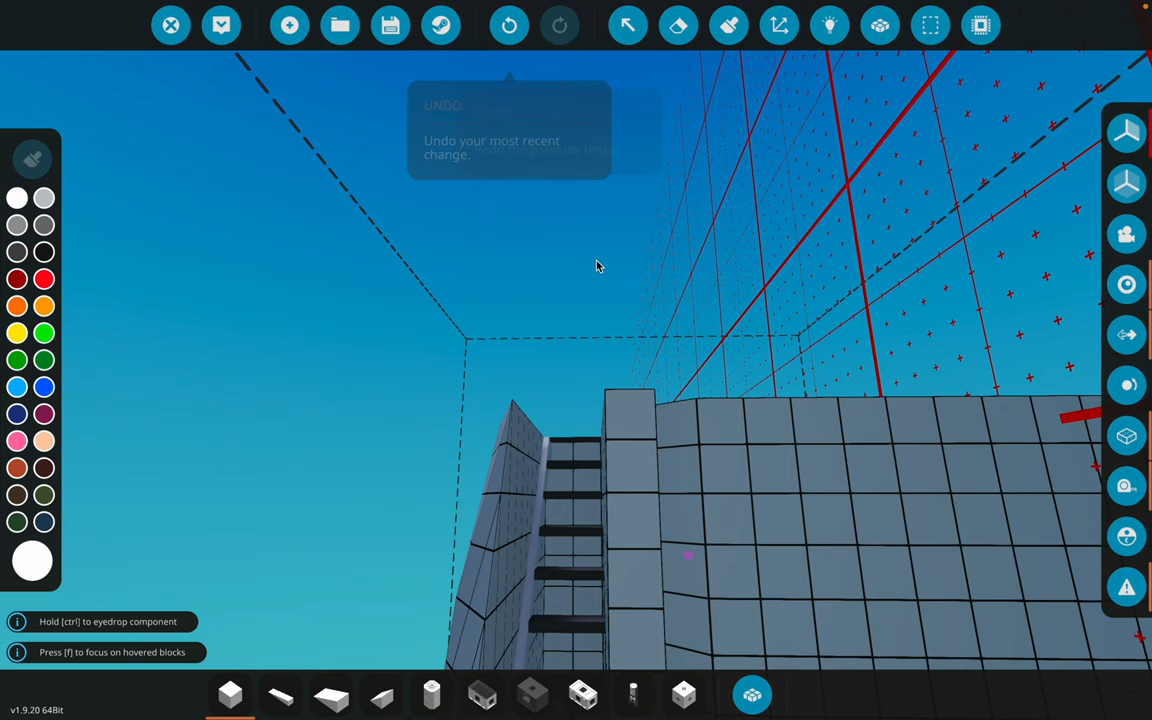 UNDO
Undo your most recent
change.
Hold [ctrl] to eyedrop component
Press [f] to focus on hovered blocks
v1.9.20 64Bit